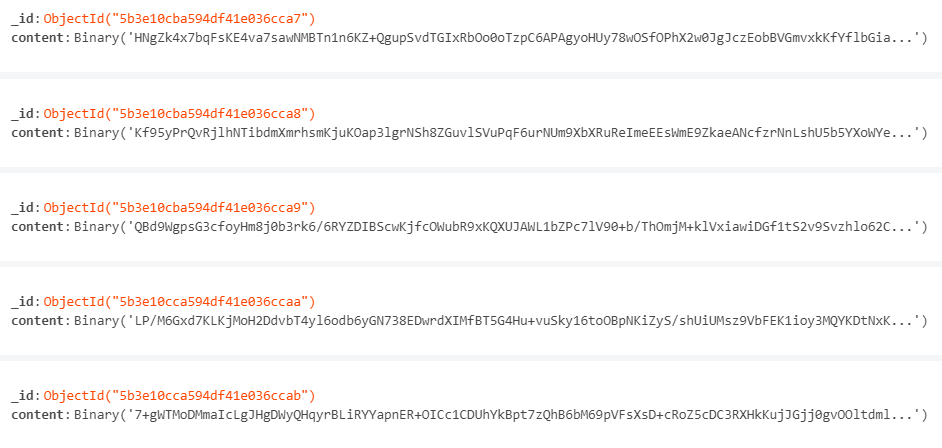 _id: ObjectId("5b3e10cba594df41e036cca7")
content: Binary('HNgZk4x7bqFsKE4va7sawNMBTn1n6KZ+QgupSvdTGIxRbOo0oTzpC6APAgyoHUy78wOSfOPhX2w0JgJczEobBVGmvxkKfYflbGia...')
_id: ObjectId("5b3e10cba594df41e036cca8")
content: Binary('Kf95yPrQvRjlhNTibdmXmrhsmKjuKOap3lgrNSh8ZGuvlSVuPqF6urNUm9XbXRuReImeEEsWmE9ZkaeANcfzrNnLshU5b5YXoWYe...')
_id: ObjectId("5b3e10cba594df41e036cca9")
content: Binary('QBd9WgpsG3cfoyHm8j0b3rk6/6RYZDIBScwKjfcOWubR9xKQXUJAWL1bZPc7lV90+b/ThOmjM+klVxiawiDGf1tS2v9Svzhlo62C...')
_id: ObjectId("5b3e10cca594df41e036ccaa")
content: Binary('LP/M6Gxd7KLKjMoH2DdvbT4yl6odb6yGN738EDwrdXIMfBT5G4Hu+vuSky16toOBpNKiZyS/shUiUMsz9VbFEK1ioy3MQYKDtNxK...')
_id: ObjectId("5b3e10cca594df41e036ccab")
content: Binary('7+gWTMoDMmaIcLgJHgDWyQHqyrBLiRYYapnER+OICc1CDUhYkBpt7zQhB6bM69pVFsXsD+cRoZ5cDC3RXHkKujJGjj0gvOOltdml...')